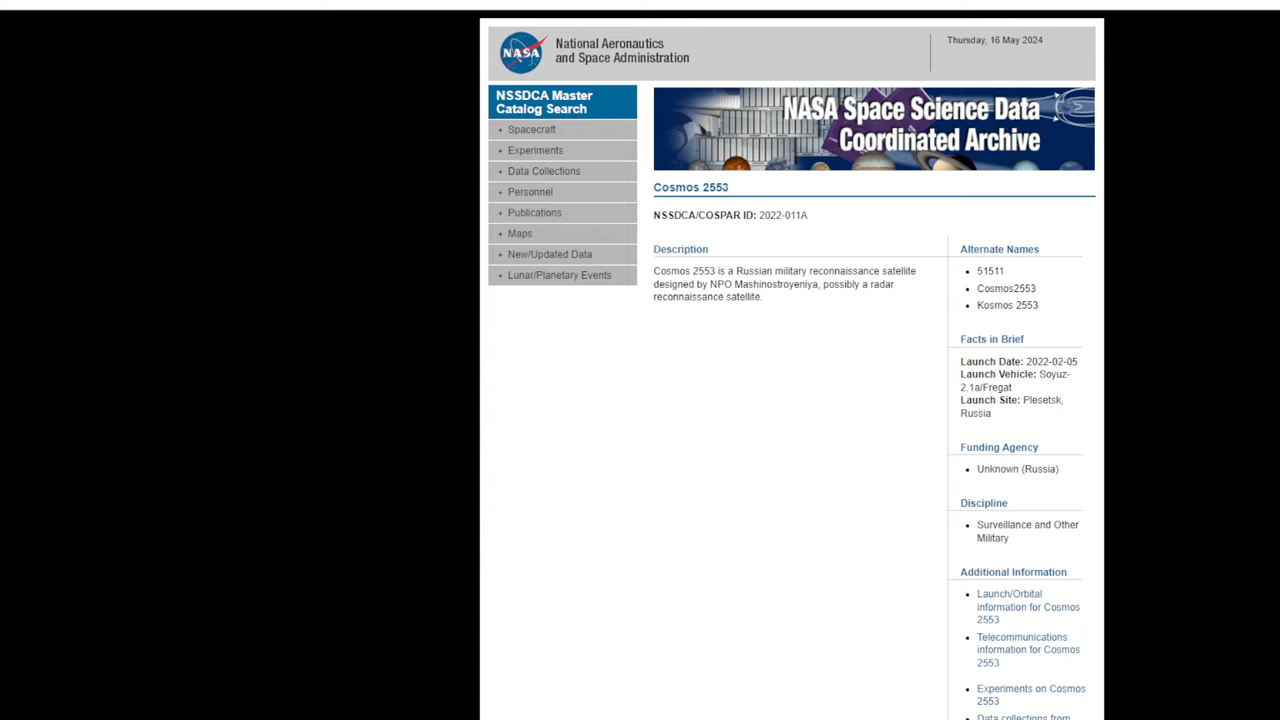 NASA
National Aeronautics
and Space Administration
Thursday, 16 May 2024
NSSDCA Master
Catalog Search
+ Spacecraft
+ Experiments
+ Data Collections
+ Personnel
+ Publications
+ Maps
+ New/Updated Data
+ Lunar/Planetary Events
NASA Space Science Data
Coordinated Archive
Cosmos 2553
NSSDCA/COSPAR ID: 2022-011A
Description
Cosmos 2553 is a Russian military reconnaissance satellite
designed by NPO Mashinostroyeniya, possibly a radar
reconnaissance satellite.
Alternate Names
• 51511
• Cosmos2553
• Kosmos 2553
Facts in Brief
Launch Date: 2022-02-05
Launch Vehicle: Soyuz-
2.1a/Fregat
Launch Site: Plesetsk,
Russia
Funding Agency
• Unknown (Russia)
Discipline
• Surveillance and Other
Military
Additional Information
• Launch/Orbital
information for Cosmos
2553
• Telecommunications
information for Cosmos
2553
• Experiments on Cosmos
2553
• Data collections from